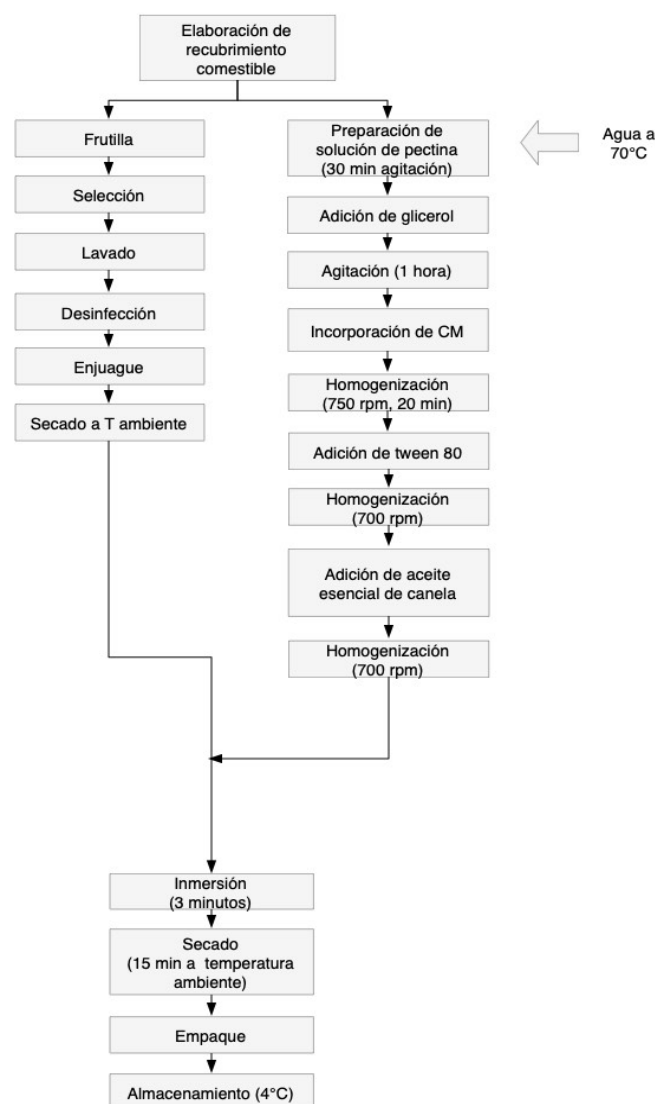 Elaboración de
recubrimiento
comestible
Frutilla
Selección
Lavado
Desinfección
Enjuague
Secado a T ambiente
Preparación de
solución de pectina
(30 min agitación)
Agua a
70°C
Adición de glicerol
Agitación (1 hora)
Incorporación de CM
Homogenización
(750 rpm, 20 min)
Adición de tween 80
Homogenización
(700 rpm)
Adición de aceite
esencial de canela
Homogenización
(700 rpm)
Inmersión
(3 minutos)
Secado
(15 min a temperatura
ambiente)
Empaque
Almacenamiento (4°C)